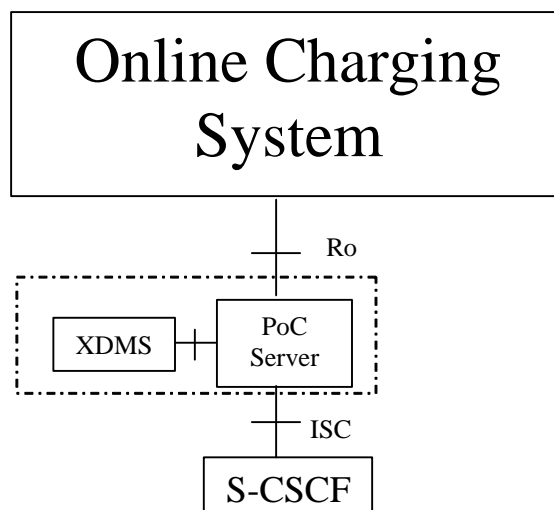 Online Charging
System
Ro
XDMS
PoC
Server
ISC
S-CSCF